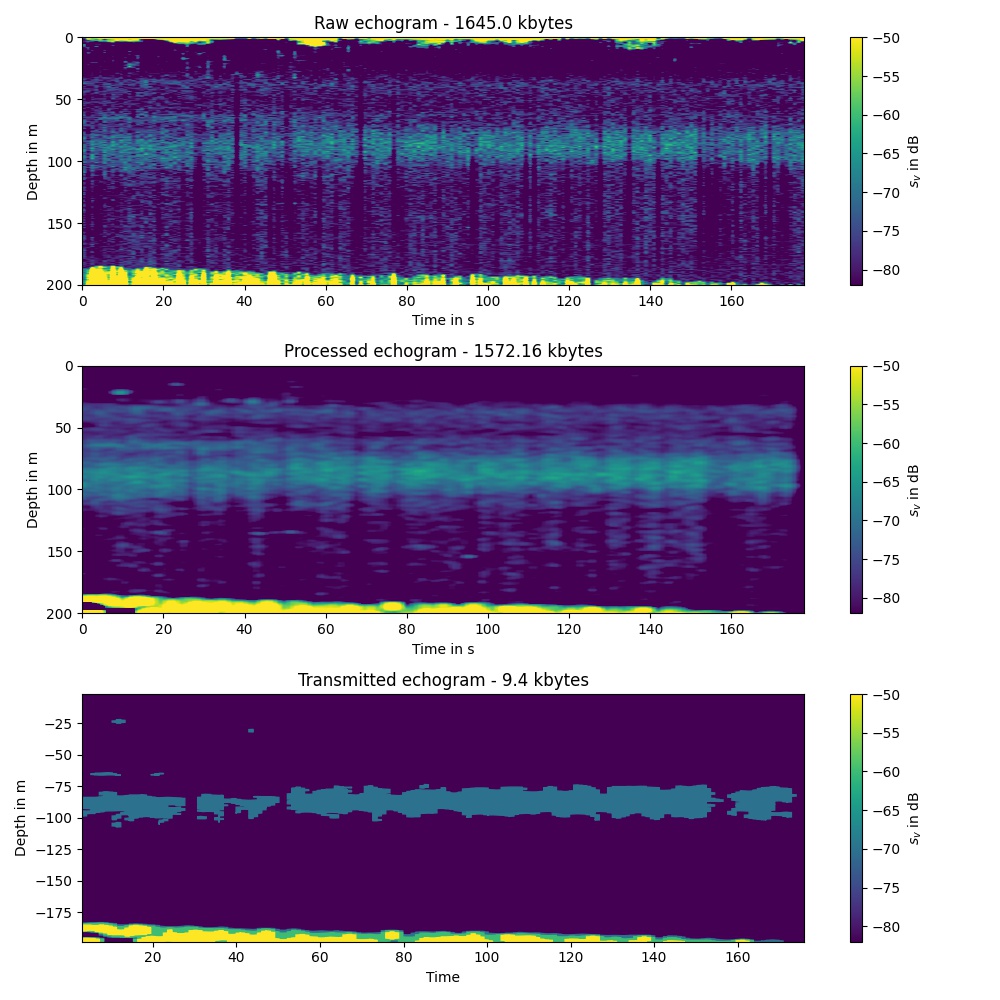 Raw echogram - 1645.0 kbytes
0
50
100
150
200
Depth in m
0 20 40 60 80 100 120 140 160
Time in s
−50
−55
−60
−65
−70
−75
−80
s_v in dB
Processed echogram - 1572.16 kbytes
0
50
100
150
200
Depth in m
0 20 40 60 80 100 120 140 160
Time in s
−50
−55
−60
−65
−70
−75
−80
s_v in dB
Transmitted echogram - 9.4 kbytes
−25
−50
−75
−100
−125
−150
−175
Depth in m
20 40 60 80 100 120 140 160
Time
−50
−55
−60
−65
−70
−75
−80
s_v in dB